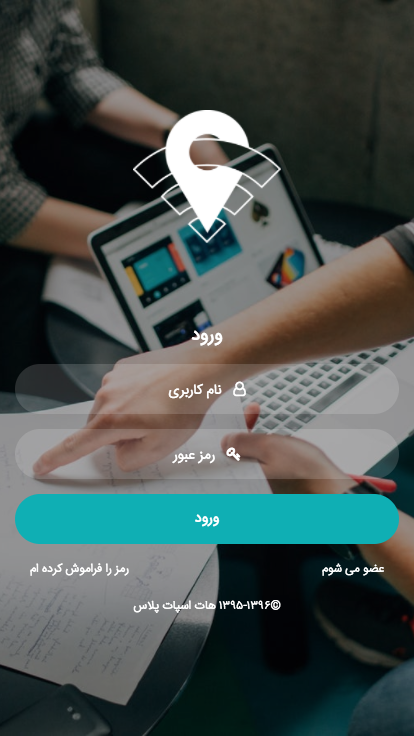 ورود
نام کاربری
رمز عبور
ورود
عضو می شوم
رمز را فراموش کرده ام
©۱۳۹۵-۱۳۹۶ هات اسپات پلاس